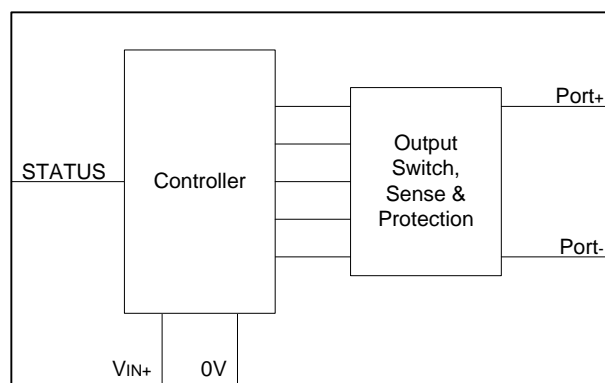 Port+
Output
Switch,
Sense &
Protection
STATUS
Controller
Port-
VIN+ 0V